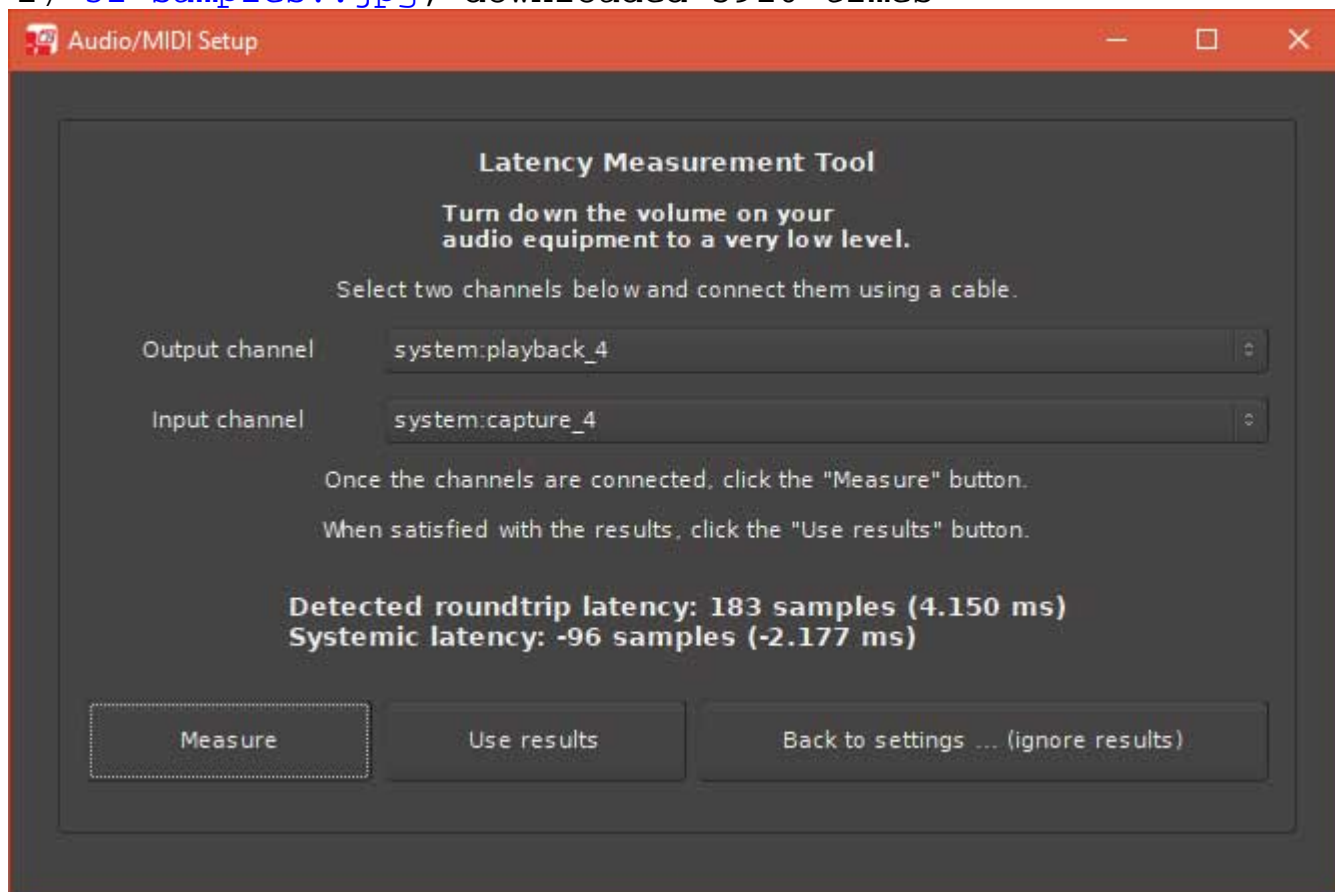 Audio/MIDI Setup
Latency Measurement Tool
Turn down the volume on your
audio equipment to a very low level.
Select two channels below and connect them using a cable.
Output channel system:playback_4
Input channel system:capture_4
Once the channels are connected, click the "Measure" button.
When satisfied with the results, click the "Use results" button.
Detected roundtrip latency: 183 samples (4.150 ms)
Systemic latency: -96 samples (-2.177 ms)
Measure Use results Back to settings ... (ignore results)